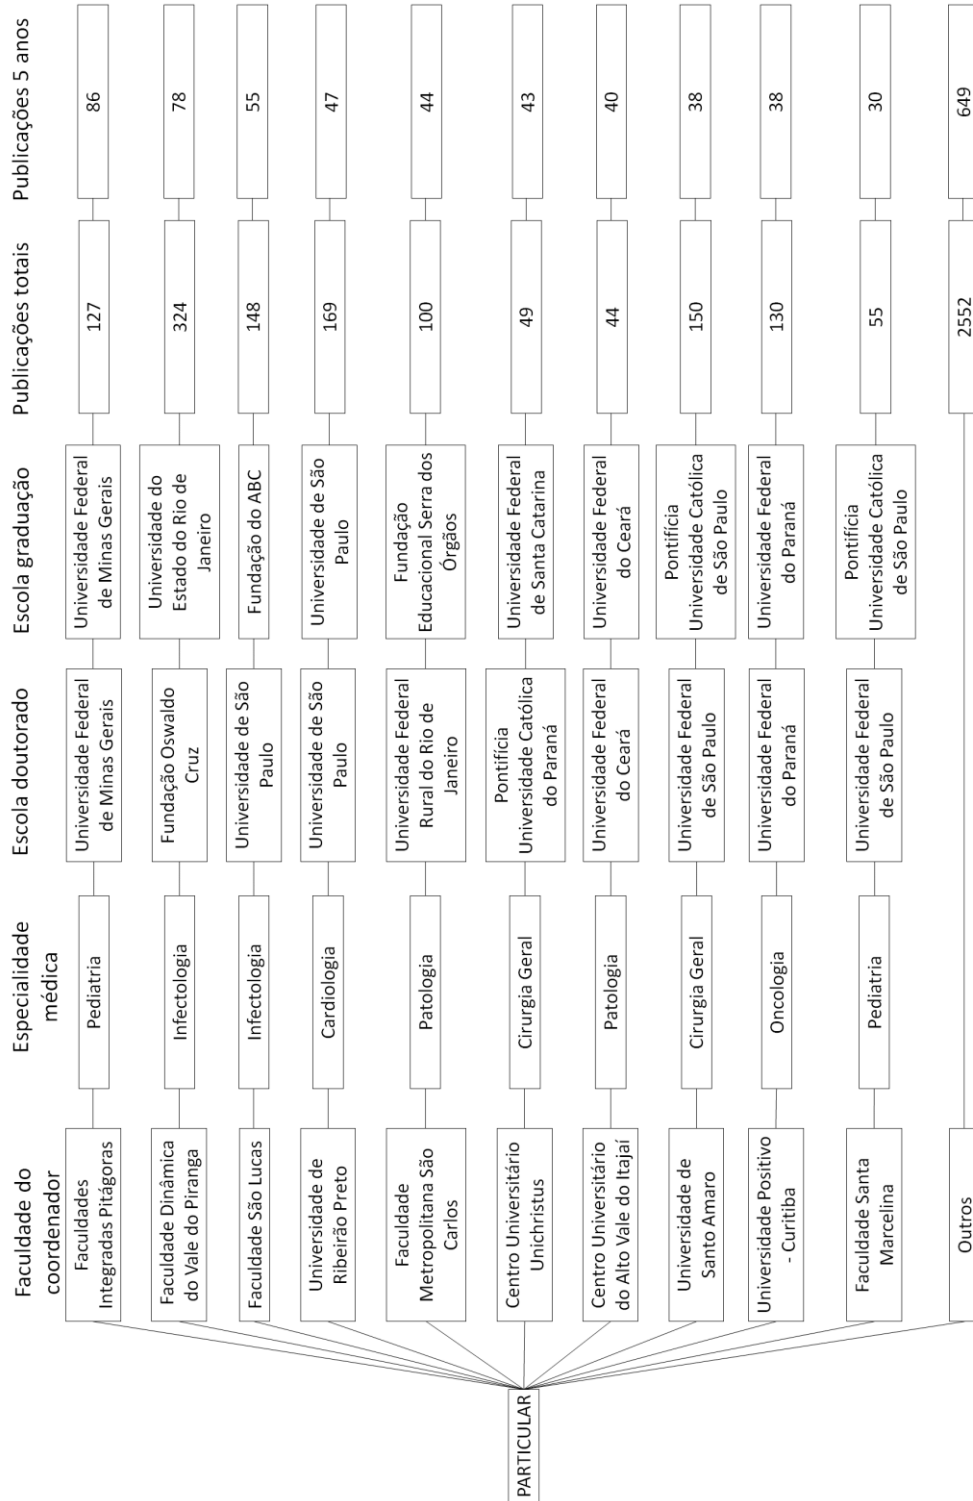 Faculdade do
coordenador
Especialidade
médica
Escola doutorado
Escola graduação
Publicações totais
Publicações 5 anos
PARTICULAR
Faculdades
Integradas Pitágoras
Pediatria
Universidade Federal
de Minas Gerais
Universidade Federal
de Minas Gerais
127
86
Faculdade Dinâmica
do Vale do Piranga
Infectologia
Fundação Oswaldo
Cruz
Universidade do
Estado do Rio de
Janeiro
324
78
Faculdade São Lucas
Infectologia
Universidade de São
Paulo
Fundação do ABC
148
55
Universidade de
Ribeirão Preto
Cardiologia
Universidade de São
Paulo
Universidade de São
Paulo
169
47
Faculdade
Metropolitana São
Carlos
Patologia
Universidade Federal
Rural do Rio de
Janeiro
Fundação
Educacional Serra dos
Órgãos
100
44
Centro Universitário
Unichristus
Cirurgia Geral
Pontifícia
Universidade Católica
do Paraná
Universidade Federal
de Santa Catarina
49
43
Centro Universitário
do Alto Vale do Itajaí
Patologia
Universidade Federal
do Ceará
Universidade Federal
do Ceará
44
40
Universidade de
Santo Amaro
Cirurgia Geral
Universidade Federal
de São Paulo
Pontifícia
Universidade Católica
de São Paulo
150
38
Universidade Positivo
- Curitiba
Oncologia
Universidade Federal
do Paraná
Universidade Federal
do Paraná
130
38
Faculdade Santa
Marcelina
Pediatria
Universidade Federal
de São Paulo
Pontifícia
Universidade Católica
de São Paulo
55
30
Outros
2552
649